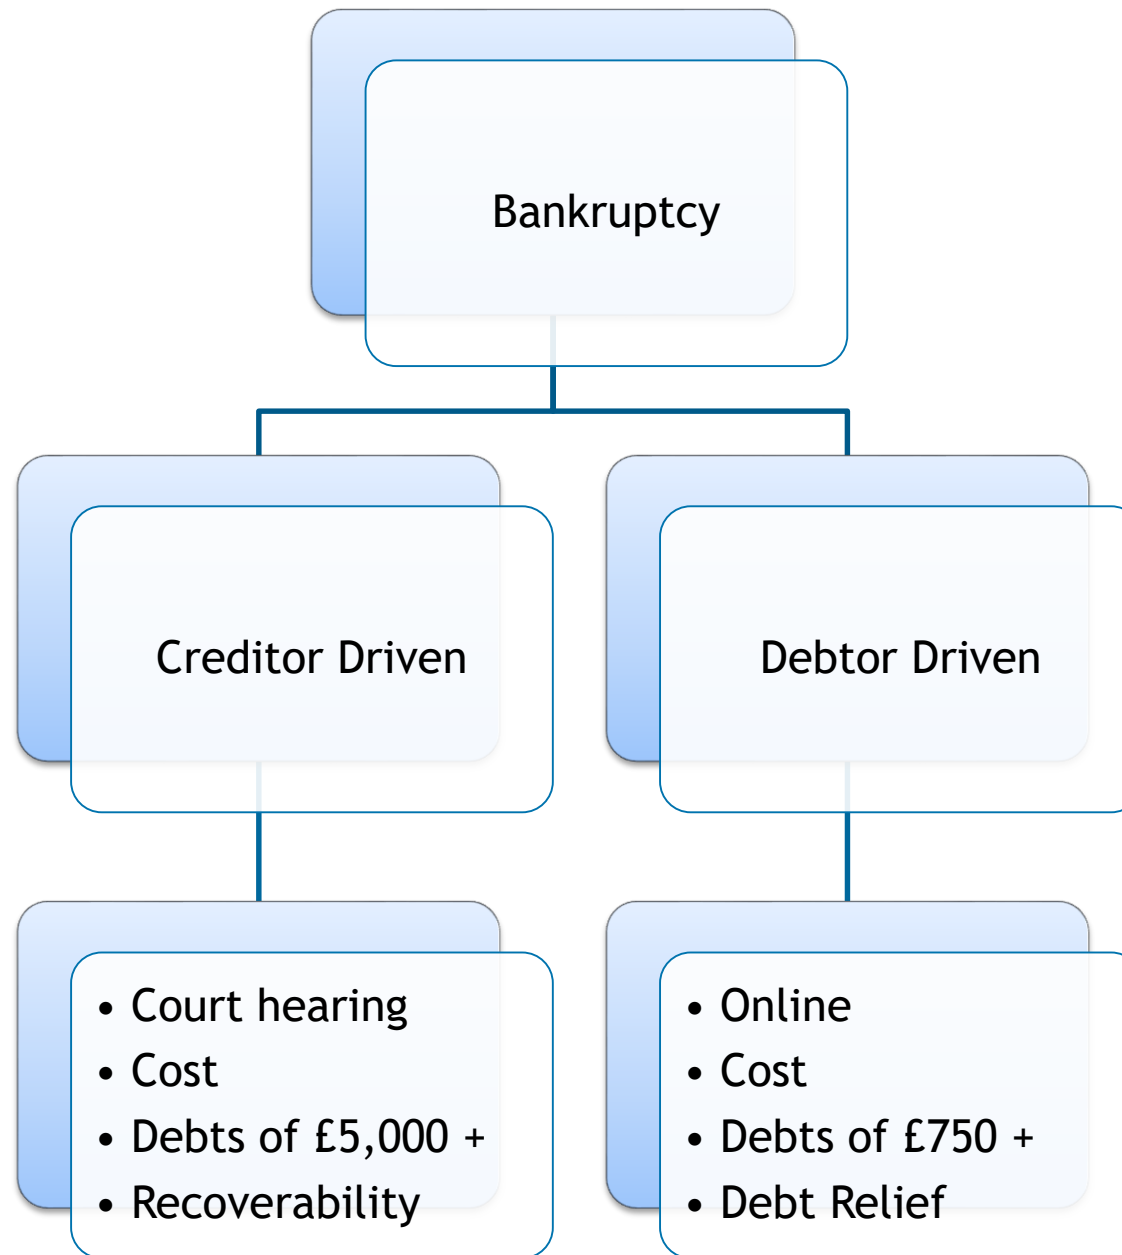 Bankruptcy
Creditor Driven
Debtor Driven
• Court hearing
• Cost
• Debts of £5,000 +
• Recoverability
• Online
• Cost
• Debts of £750 +
• Debt Relief